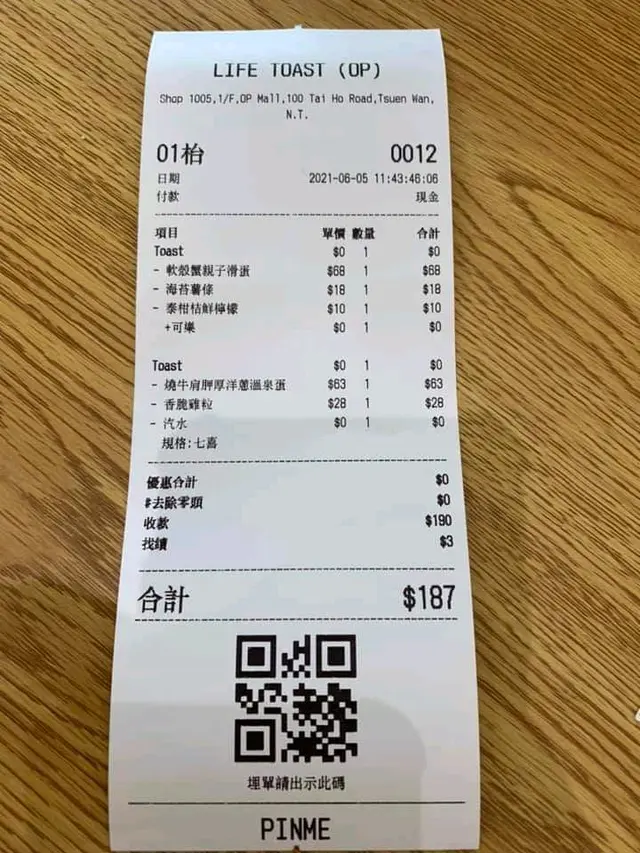 LIFE TOAST (OP)
Shop 1005,1/F,OP Mall,100 Tai Ho Road,Tsuen Wan,
N.T.
01枱 0012
日期 2021-06-05 11:43:46:06
付款 現金
項目 單價 數量 合計
Toast $0 1 $0
- 軟殼蟹親子滑蛋 $68 1 $68
- 海苔薯條 $18 1 $18
- 泰柑桔鮮檸檬 $10 1 $10
+可樂 $0 1 $0
Toast $0 1 $0
- 燒牛肩胛厚洋蔥溫泉蛋 $63 1 $63
- 香脆雞粒 $28 1 $28
- 汽水 $0 1 $0
規格:七喜
優惠合計 $0
#去除零頭 $0
收款 $190
找續 $3
合計 $187
埋單請出示此碼
PINME